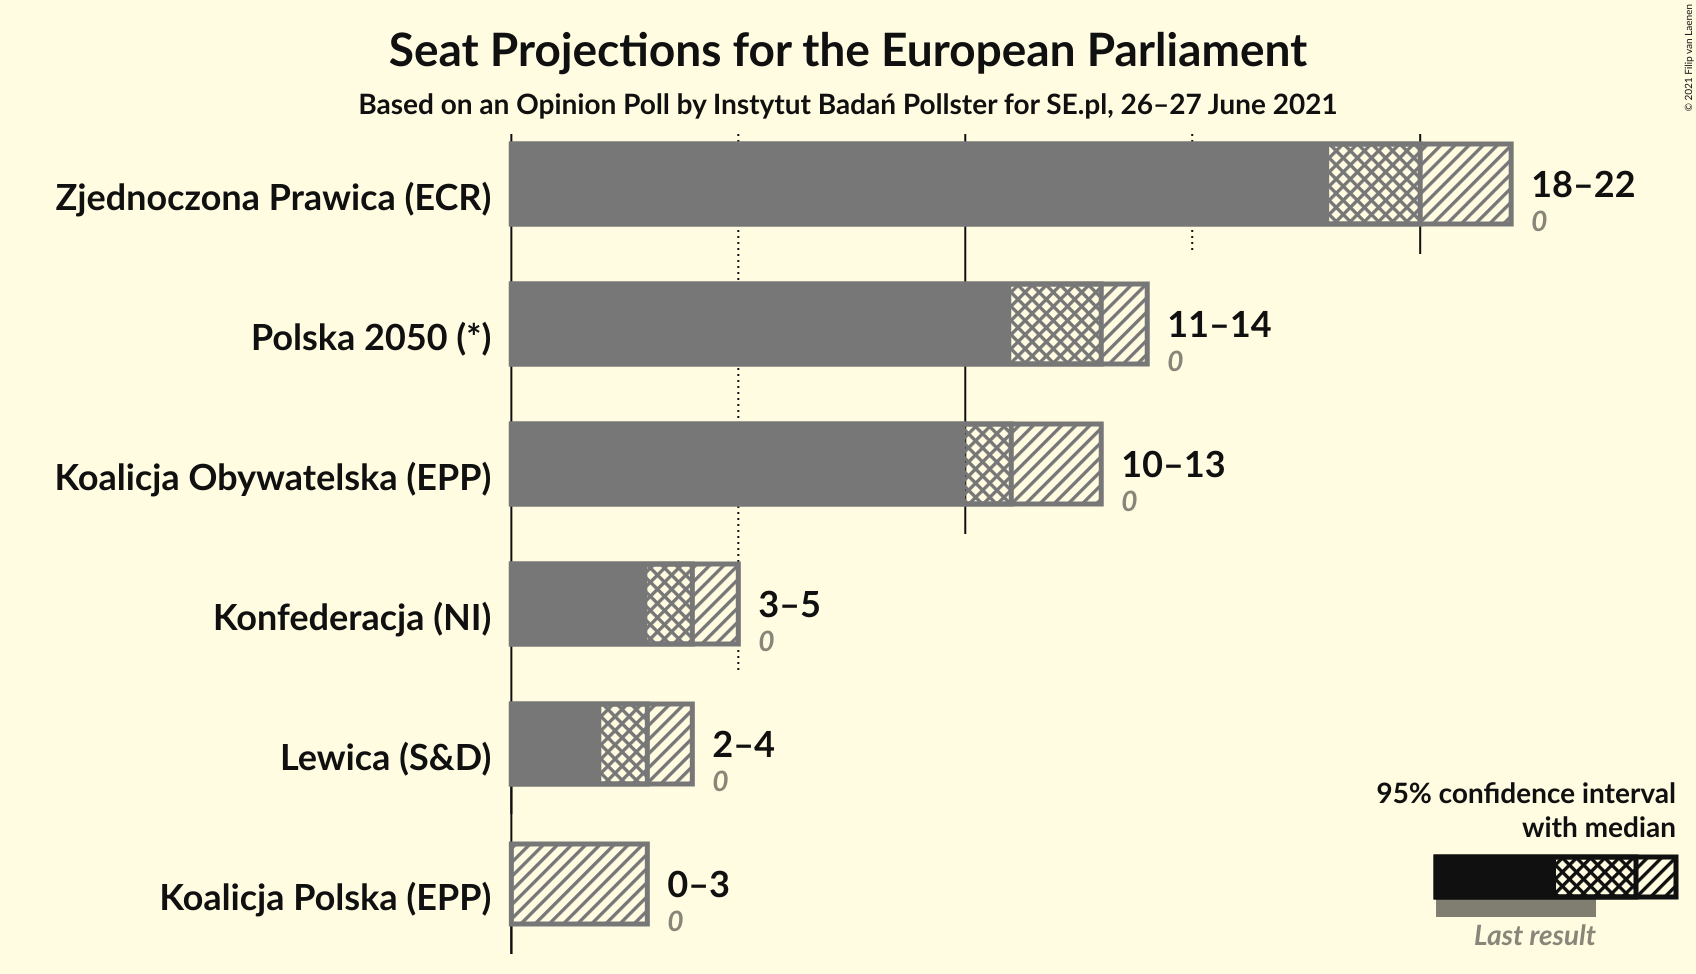 Seat Projections for the European Parliament
Based on an Opinion Poll by Instytut Badań Pollster for SE.pl, 26–27 June 2021
© 2021 Filip van Laenen
Zjednoczona Prawica (ECR)
18–22
0
Polska 2050 (*)
11–14
0
Koalicja Obywatelska (EPP)
10–13
0
Konfederacja (NI)
3–5
0
Lewica (S&D)
2–4
0
Koalicja Polska (EPP)
0–3
0
95% confidence interval
with median
Last result